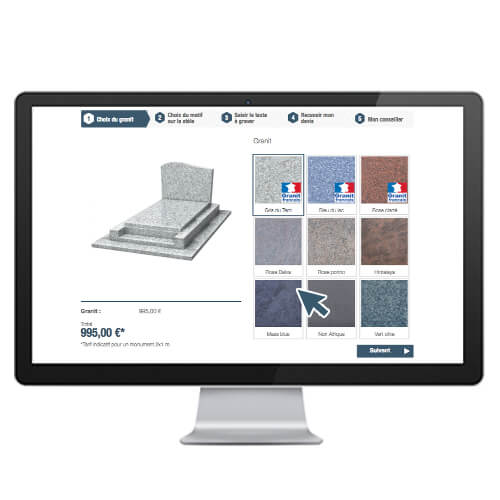 1 Choix du granit
2 Choix du motif sur la stèle
3 Saisir le texte à graver
4 Recevoir mon devis
5 Mon conseiller
Granit
Granit français
Granit français
Granit français
Gris du Tarn
Bleu du lac
Rose clarté
Rose Dalva
Rose porino
Himalaya
Mass blue
Noir Afrique
Vert olive
Granit :
995,00 €
Total
995,00 €*
*Tarif indicatif pour un monument 2x1 m
Suivant